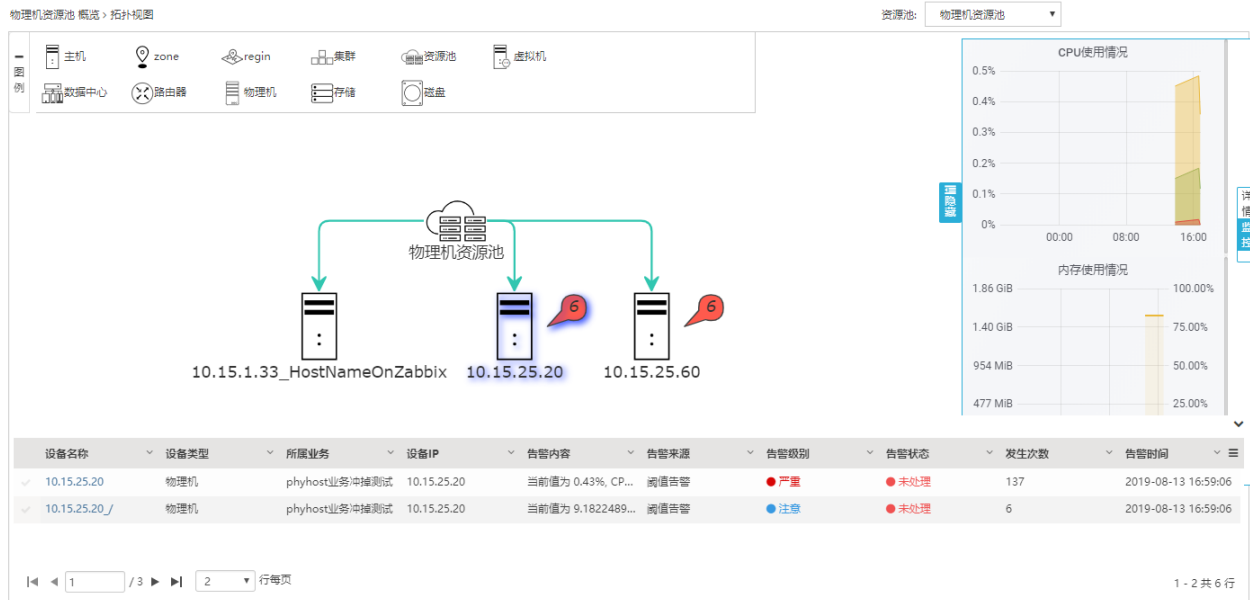 物理机资源池 概览 › 拓扑视图
资源池: 物理机资源池
图例
主机 zone regin 集群 资源池 虚拟机
数据中心 路由器 物理机 存储 磁盘
物理机资源池
10.15.1.33_HostNameOnZabbix
10.15.25.20
6
10.15.25.60
6
隐藏
CPU使用情况
0.5%
0.4%
0.3%
0.2%
0.1%
0%
00:00 08:00 16:00
内存使用情况
1.86 GiB 100.00%
1.40 GiB 75.00%
954 MiB 50.00%
477 MiB 25.00%
详情
监控
设备名称 设备类型 所属业务 设备IP 告警内容 告警来源 告警级别 告警状态 发生次数 告警时间
10.15.25.20 物理机 phyhost业务冲掉测试 10.15.25.20 当前值为 0.43%, CP... 阈值告警 严重 未处理 137 2019-08-13 16:59:06
10.15.25.20_/ 物理机 phyhost业务冲掉测试 10.15.25.20 当前值为 9.1822489... 阈值告警 注意 未处理 6 2019-08-13 16:59:06
1 / 3 2 行每页
1 - 2 共 6 行